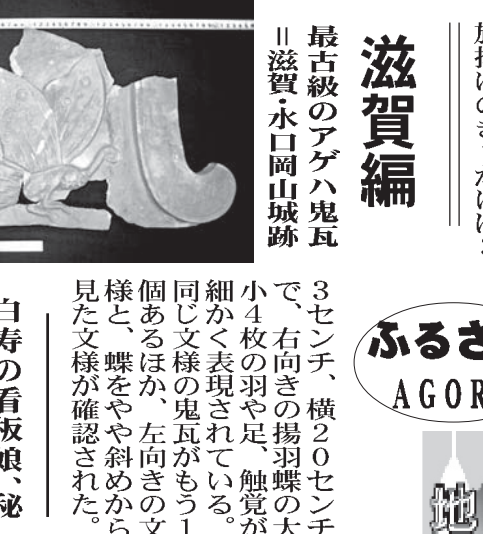 滋賀編
最古級のアゲハ鬼瓦
＝滋賀・水口岡山城跡
ふるさ
AGOR
地
3センチ、横20センチ
で、右向きの揚羽蝶の大
小4枚の羽や足、触覚が
細かく表現されている。
同じ文様の鬼瓦がもう1
個あるほか、左向きの文
様と、蝶をやや斜めから
見た文様が確認された。
白寿の看板娘、秘